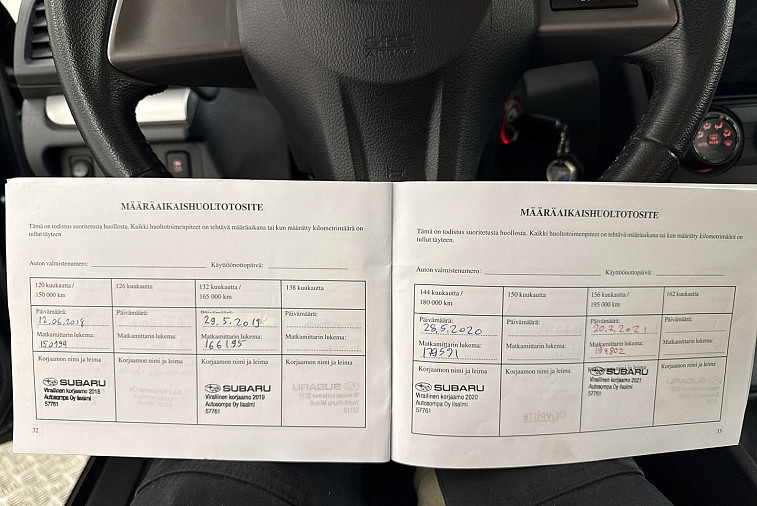 MÄÄRÄAIKAISHUOLTOTOSITE
Tämä on todistus suoritetusta huollosta. Kaikki huoltotoimenpiteet on tehtävä määräaikana tai kun määrätty kilometrimäärä on
tullut täyteen.
Auton valmistenumero: Käyttöönottopäivä:
120 kuukautta /
150 000 km
126 kuukautta
132 kuukautta /
165 000 km
138 kuukautta
Päivämäärä:
12.06.2018
Päivämäärä:
29.5.2019
Päivämäärä:
Matkamittarin lukema:
Matkamittarin lukema:
Matkamittarin lukema:
166195
Matkamittarin lukema:
Korjaamon nimi ja leima
SUBARU
Virallinen korjaamo 2018
Autosompa Oy Iisalmi
57761
Korjaamon nimi ja leima
Korjaamon nimi ja leima
SUBARU
Virallinen korjaamo 2019
Autosompa Oy Iisalmi
57761
Korjaamon nimi ja leima
32
MÄÄRÄAIKAISHUOLTOTOSITE
Tämä on todistus suoritetusta huollosta. Kaikki huoltotoimenpiteet on tehtävä määräaikana tai kun määrätty kilometrimäärä on
tullut täyteen.
Auton valmistenumero: Käyttöönottopäivä:
144 kuukautta /
180 000 km
150 kuukautta
156 kuukautta /
195 000 km
162 kuukautta
Päivämäärä:
28.5.2020
Päivämäärä:
Päivämäärä:
20.2.2021
Päivämäärä:
Matkamittarin lukema:
179591
Matkamittarin lukema:
Matkamittarin lukema:
194802
Matkamittarin lukema:
Korjaamon nimi ja leima
SUBARU
Virallinen korjaamo 2020
Autosompa Oy Iisalmi
57761
Korjaamon nimi ja leima
SUBARU
Virallinen korjaamo 2021
Autosompa Oy Iisalmi
57761
Korjaamon nimi ja leima
33